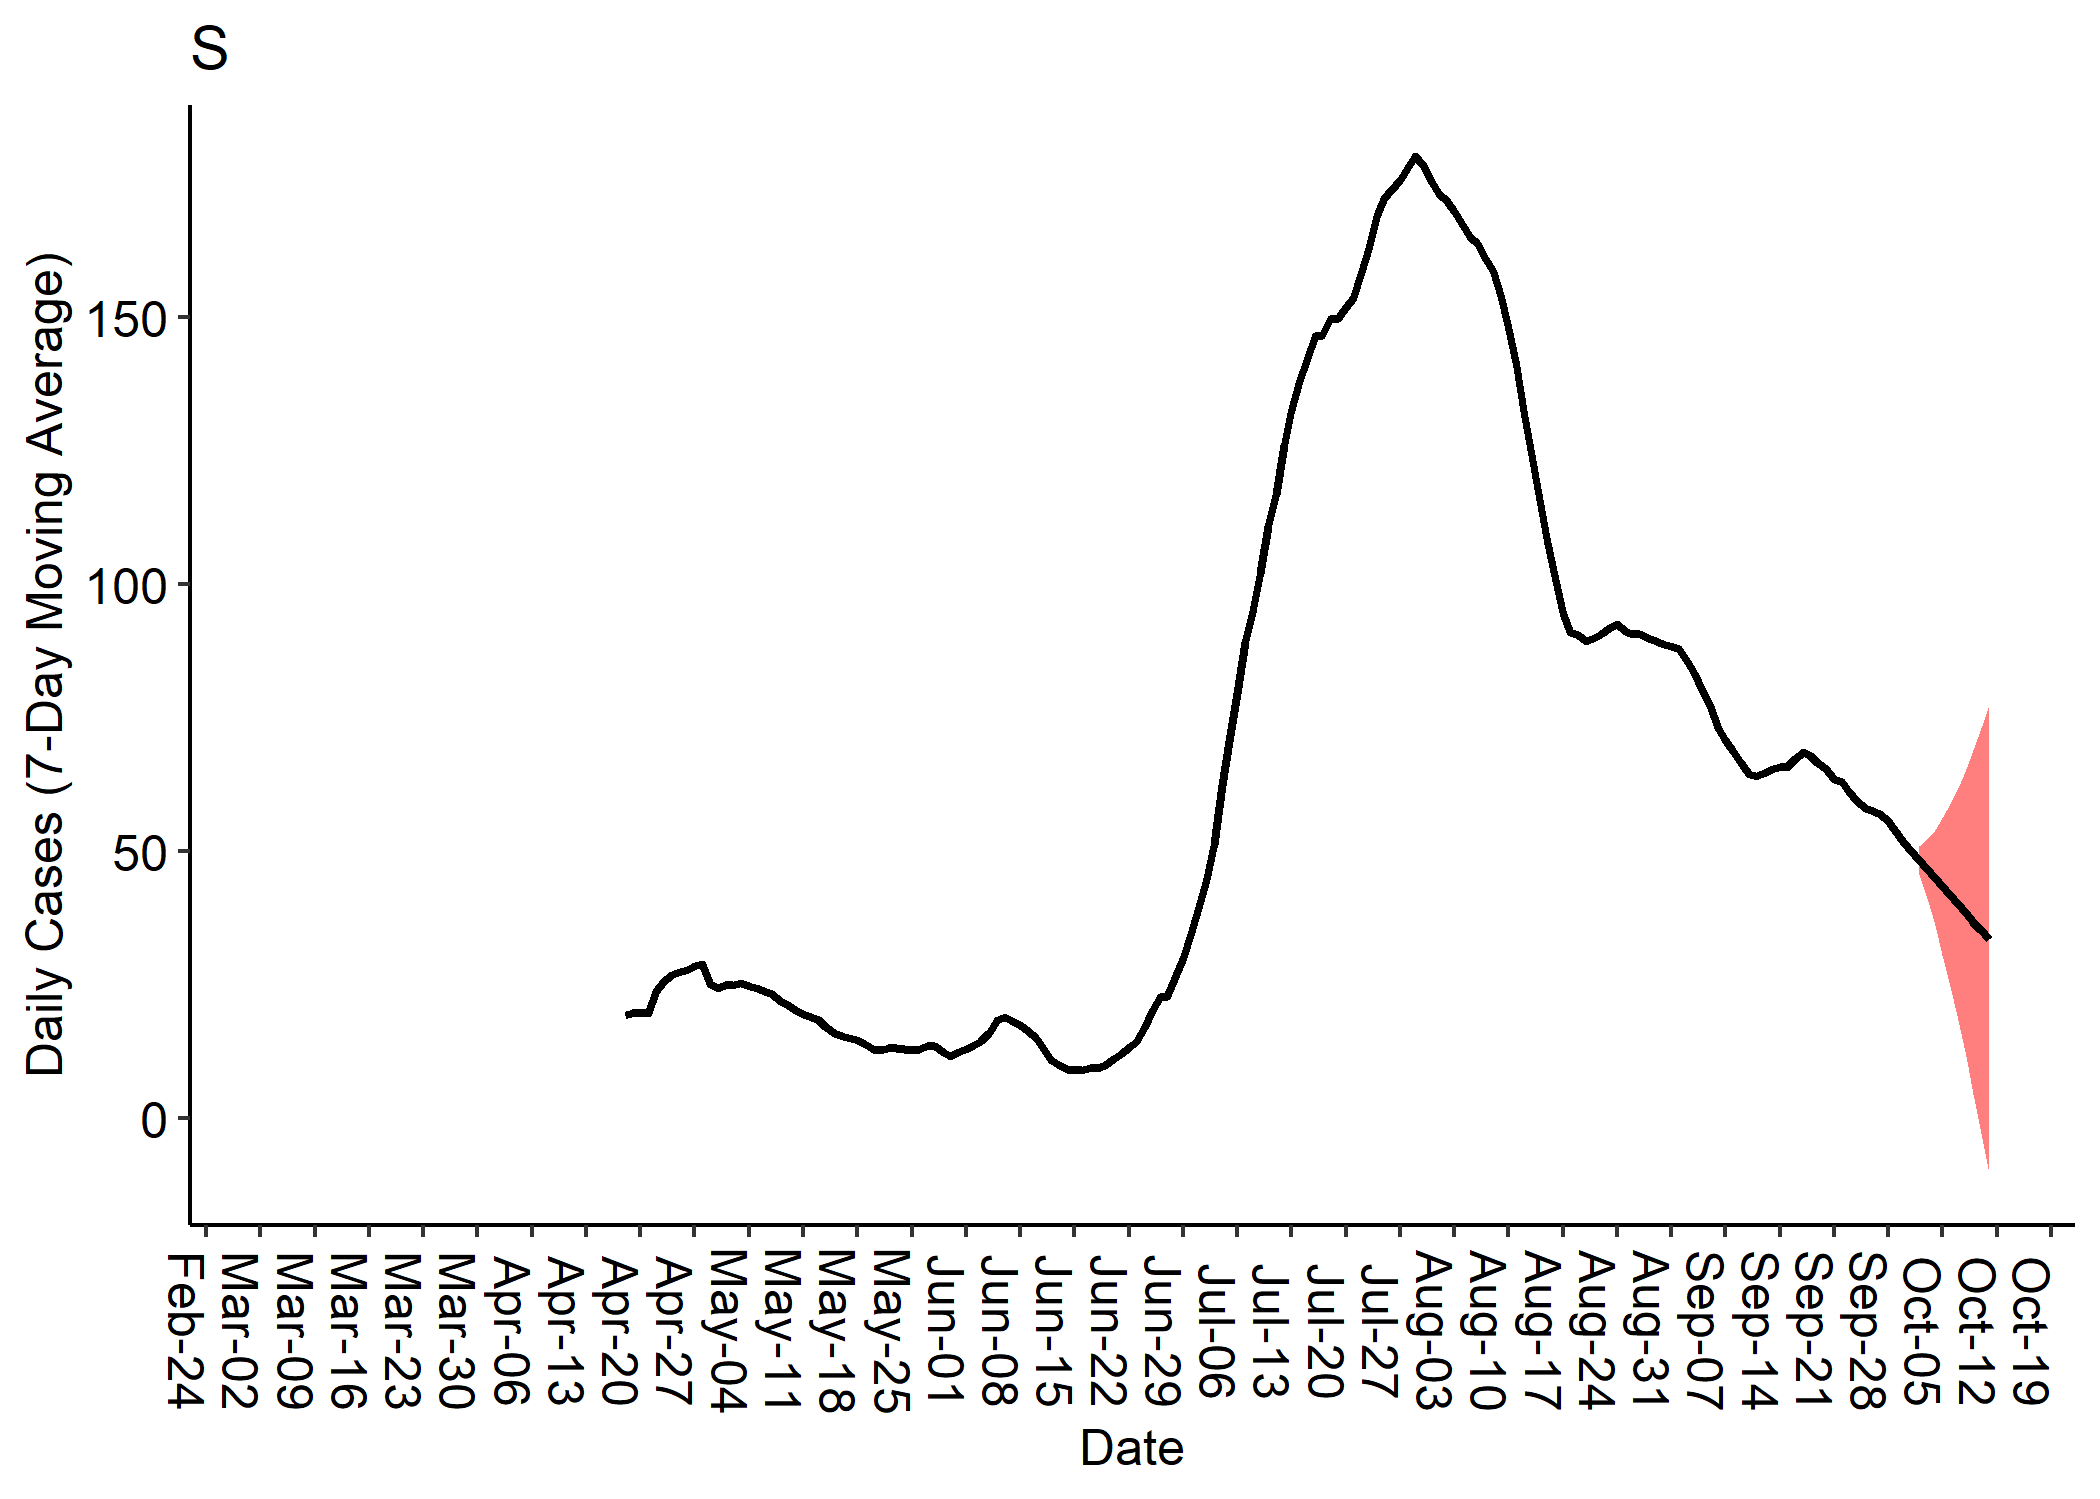 S
Daily Cases (7-Day Moving Average)
150
100
50
0
Feb-24
Mar-02
Mar-09
Mar-16
Mar-23
Mar-30
Apr-06
Apr-13
Apr-20
Apr-27
May-04
May-11
May-18
May-25
Jun-01
Jun-08
Jun-15
Jun-22
Jun-29
Jul-06
Jul-13
Jul-20
Jul-27
Aug-03
Aug-10
Aug-17
Aug-24
Aug-31
Sep-07
Sep-14
Sep-21
Sep-28
Oct-05
Oct-12
Oct-19
Date